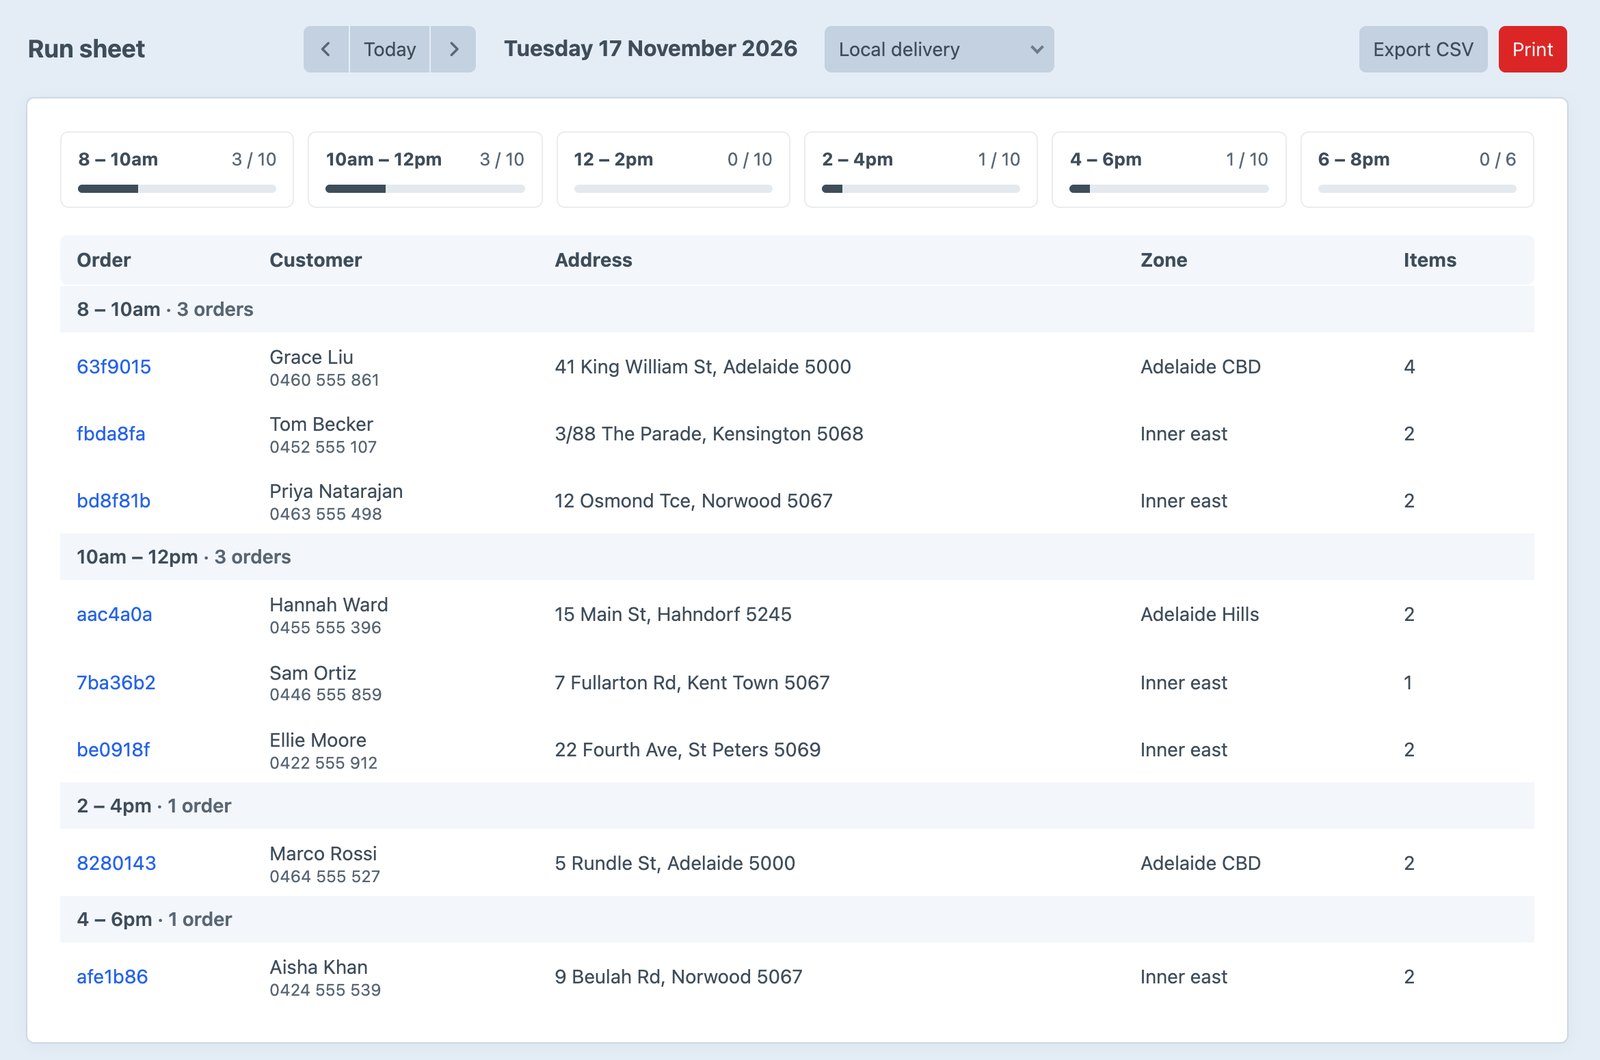 Run sheet
Today
Tuesday 17 November 2026
Local delivery
Export CSV
Print
8 – 10am 3 / 10
10am – 12pm 3 / 10
12 – 2pm 0 / 10
2 – 4pm 1 / 10
4 – 6pm 1 / 10
6 – 8pm 0 / 6
Order Customer Address Zone Items
8 – 10am · 3 orders
63f9015 Grace Liu 41 King William St, Adelaide 5000 Adelaide CBD 4
0460 555 861
fbda8fa Tom Becker 3/88 The Parade, Kensington 5068 Inner east 2
0452 555 107
bd8f81b Priya Natarajan 12 Osmond Tce, Norwood 5067 Inner east 2
0463 555 498
10am – 12pm · 3 orders
aac4a0a Hannah Ward 15 Main St, Hahndorf 5245 Adelaide Hills 2
0455 555 396
7ba36b2 Sam Ortiz 7 Fullarton Rd, Kent Town 5067 Inner east 1
0446 555 859
be0918f Ellie Moore 22 Fourth Ave, St Peters 5069 Inner east 2
0422 555 912
2 – 4pm · 1 order
8280143 Marco Rossi 5 Rundle St, Adelaide 5000 Adelaide CBD 2
0464 555 527
4 – 6pm · 1 order
afe1b86 Aisha Khan 9 Beulah Rd, Norwood 5067 Inner east 2
0424 555 539